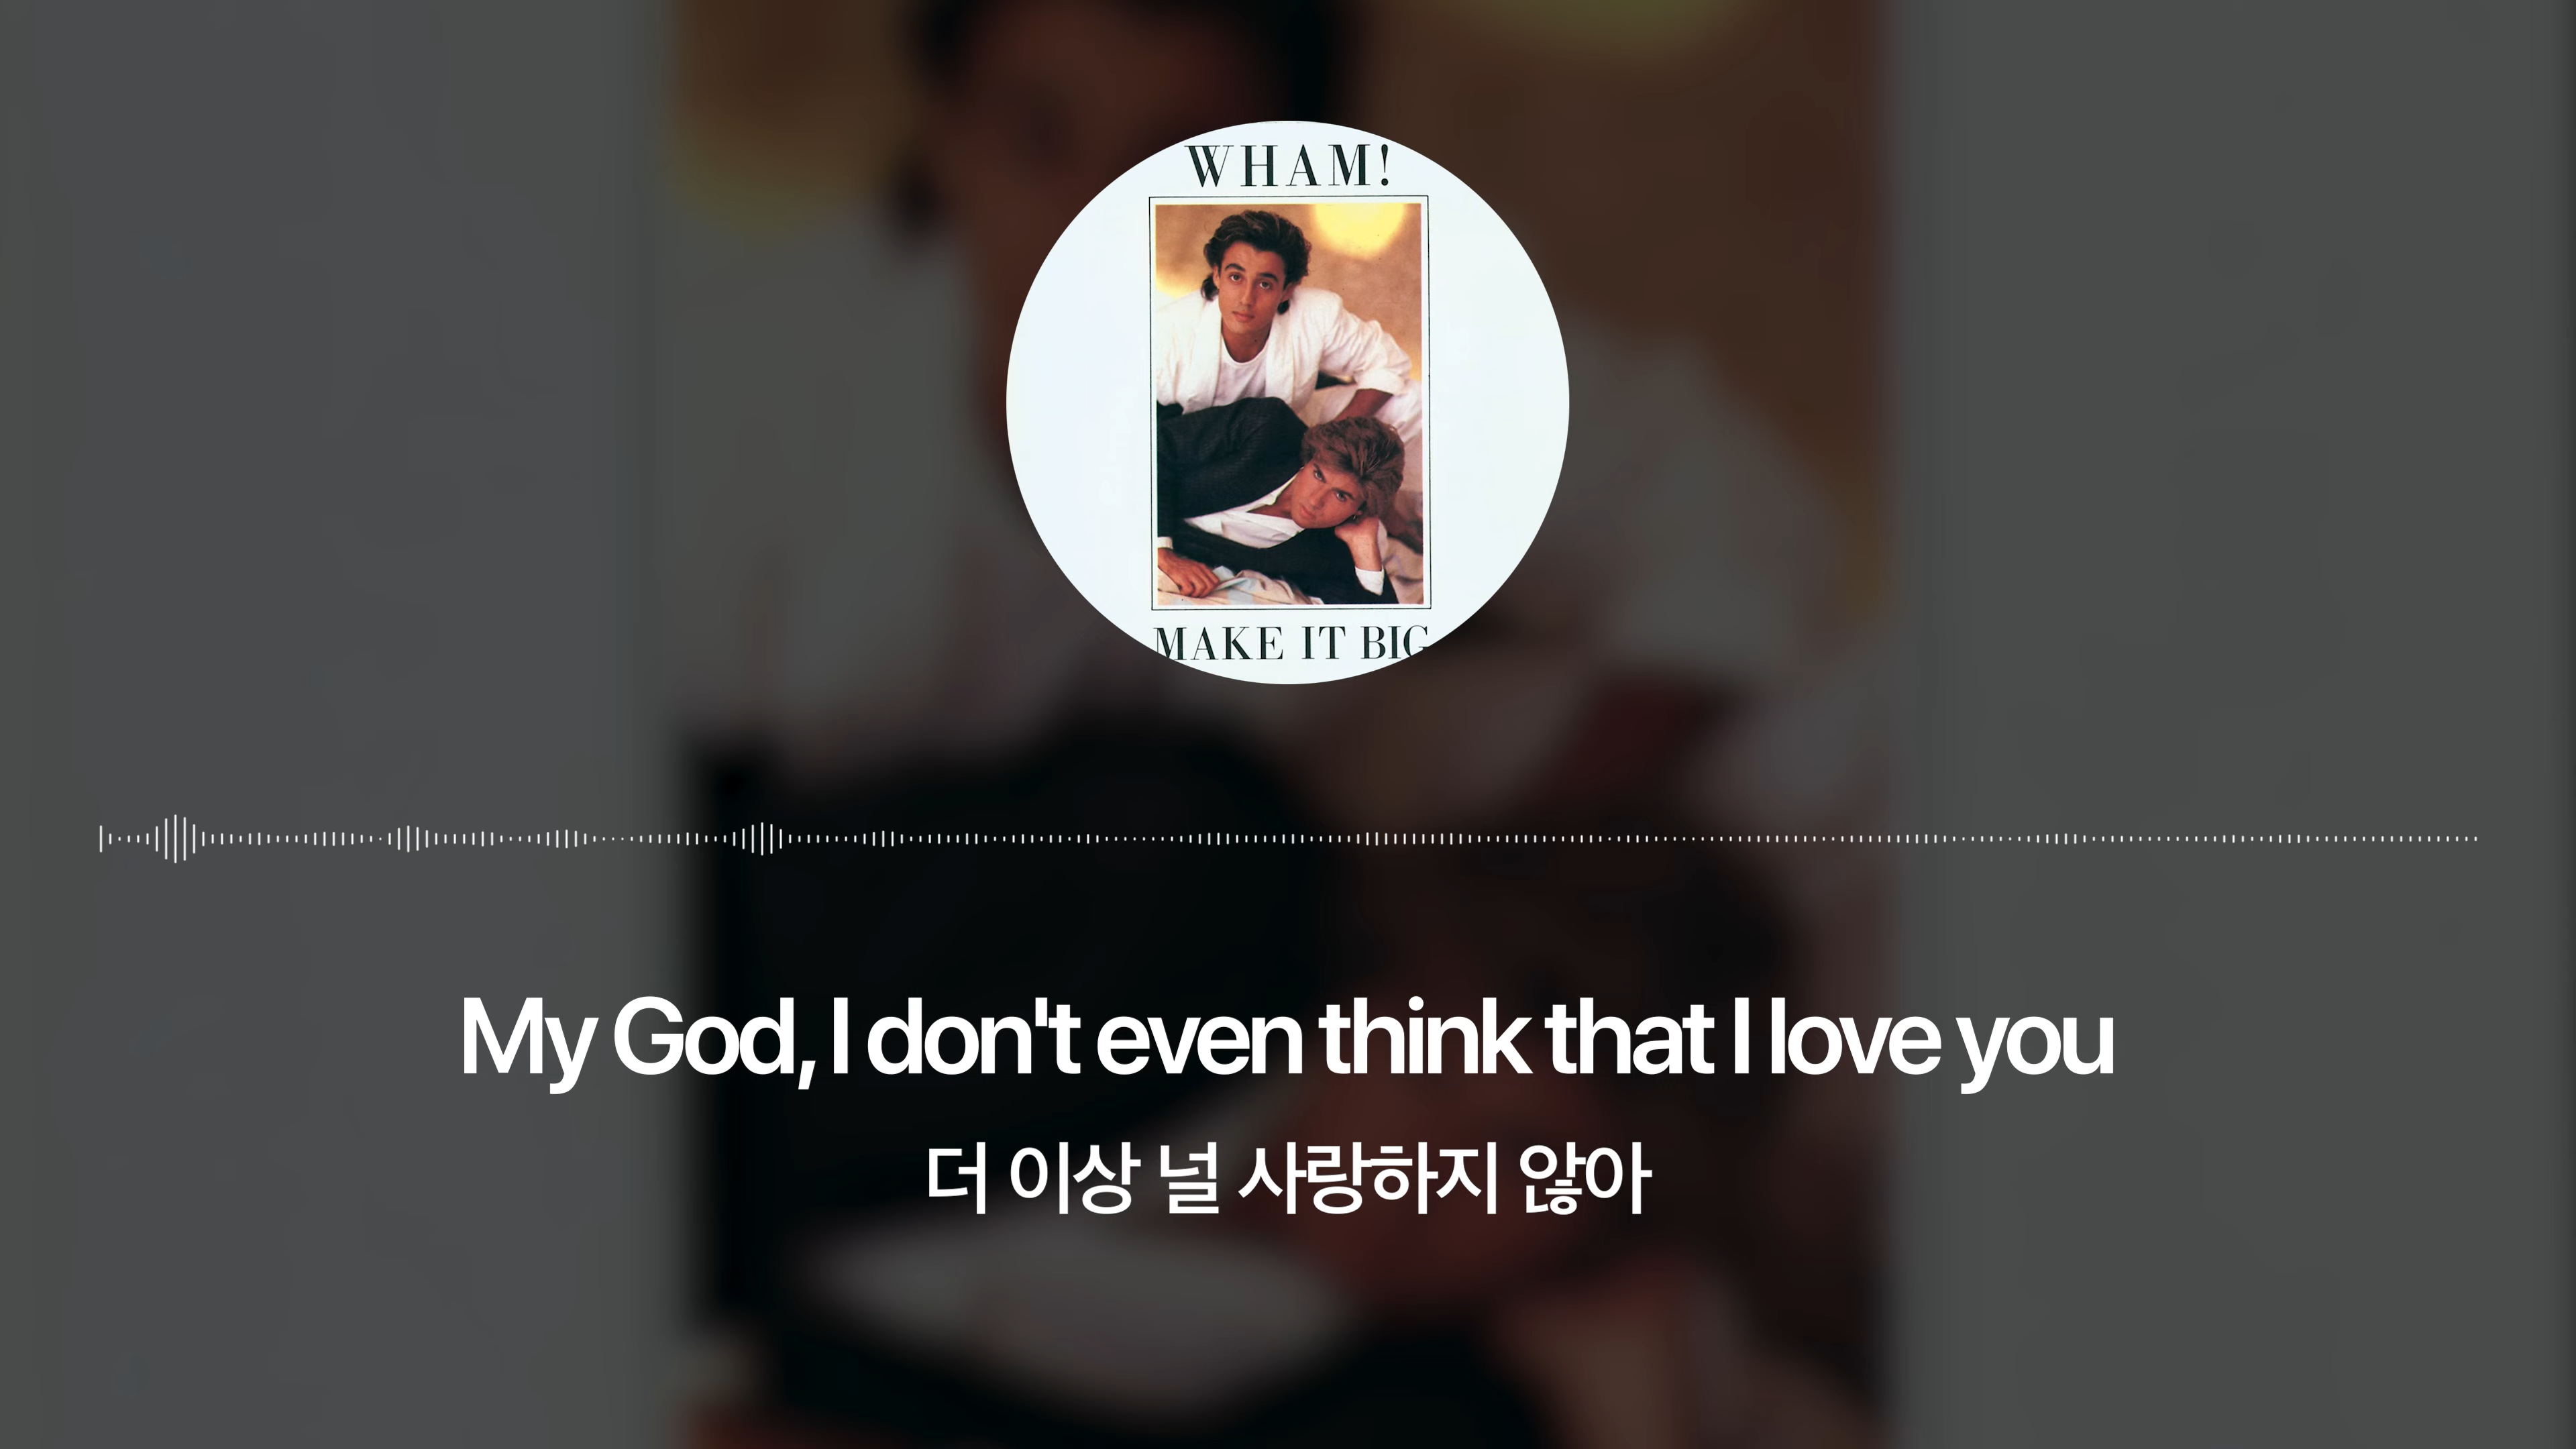 WHAM!
MAKE IT BIG
My God, I don't even think that I love you
더 이상 널 사랑하지 않아